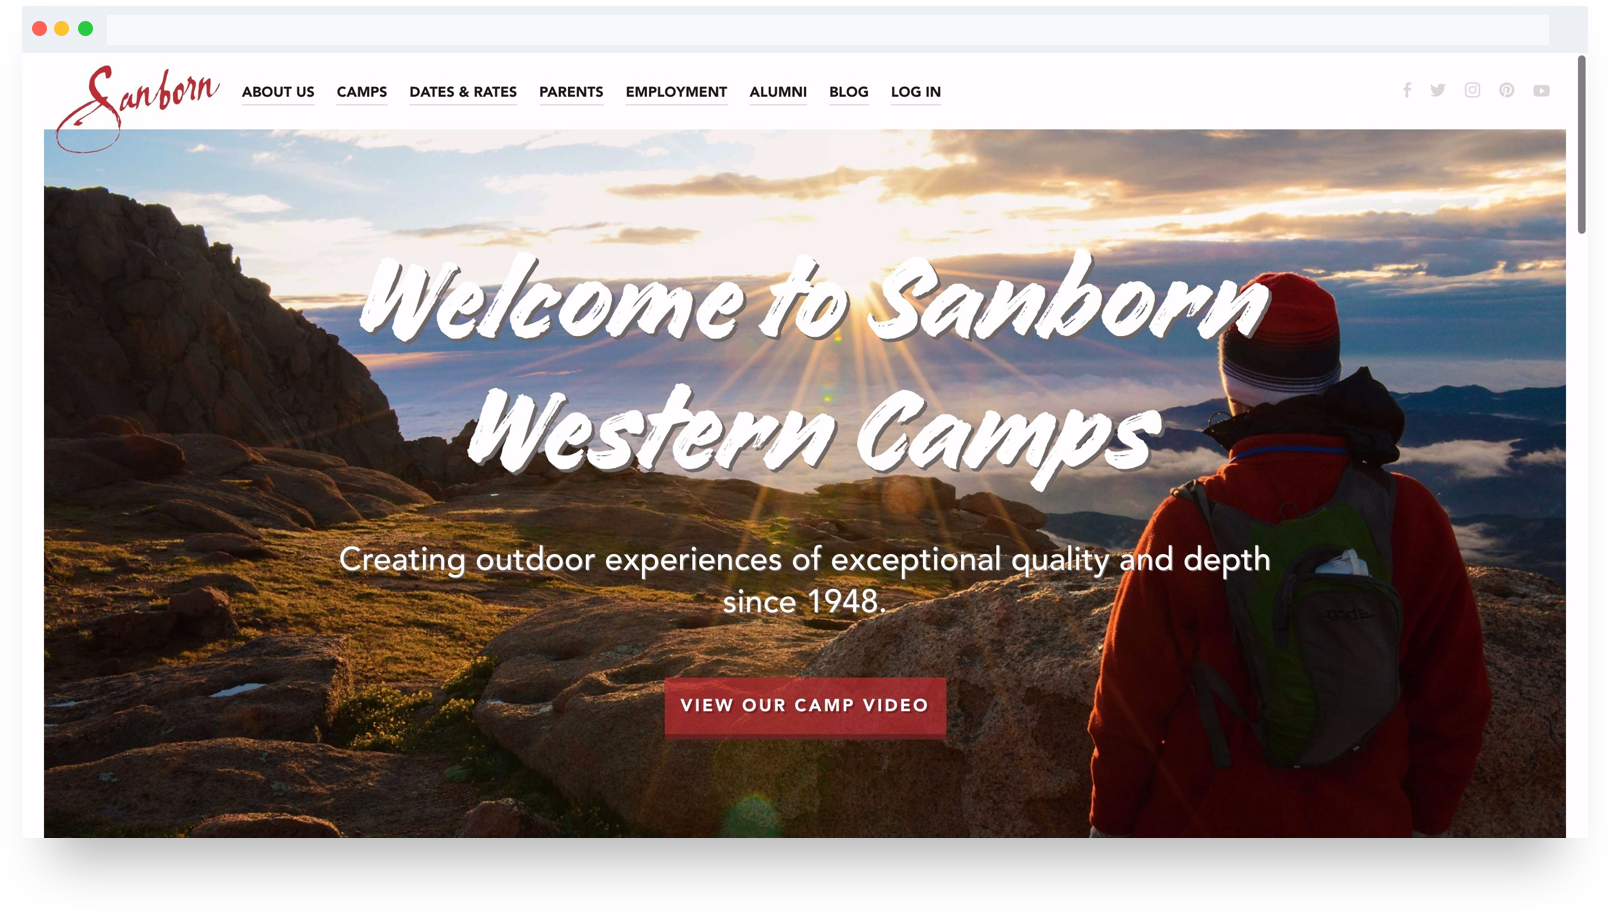 Sanborn
ABOUT US CAMPS DATES & RATES PARENTS EMPLOYMENT ALUMNI BLOG LOG IN
Welcome to Sanborn
Western Camps
Creating outdoor experiences of exceptional quality and depth
since 1948.
VIEW OUR CAMP VIDEO